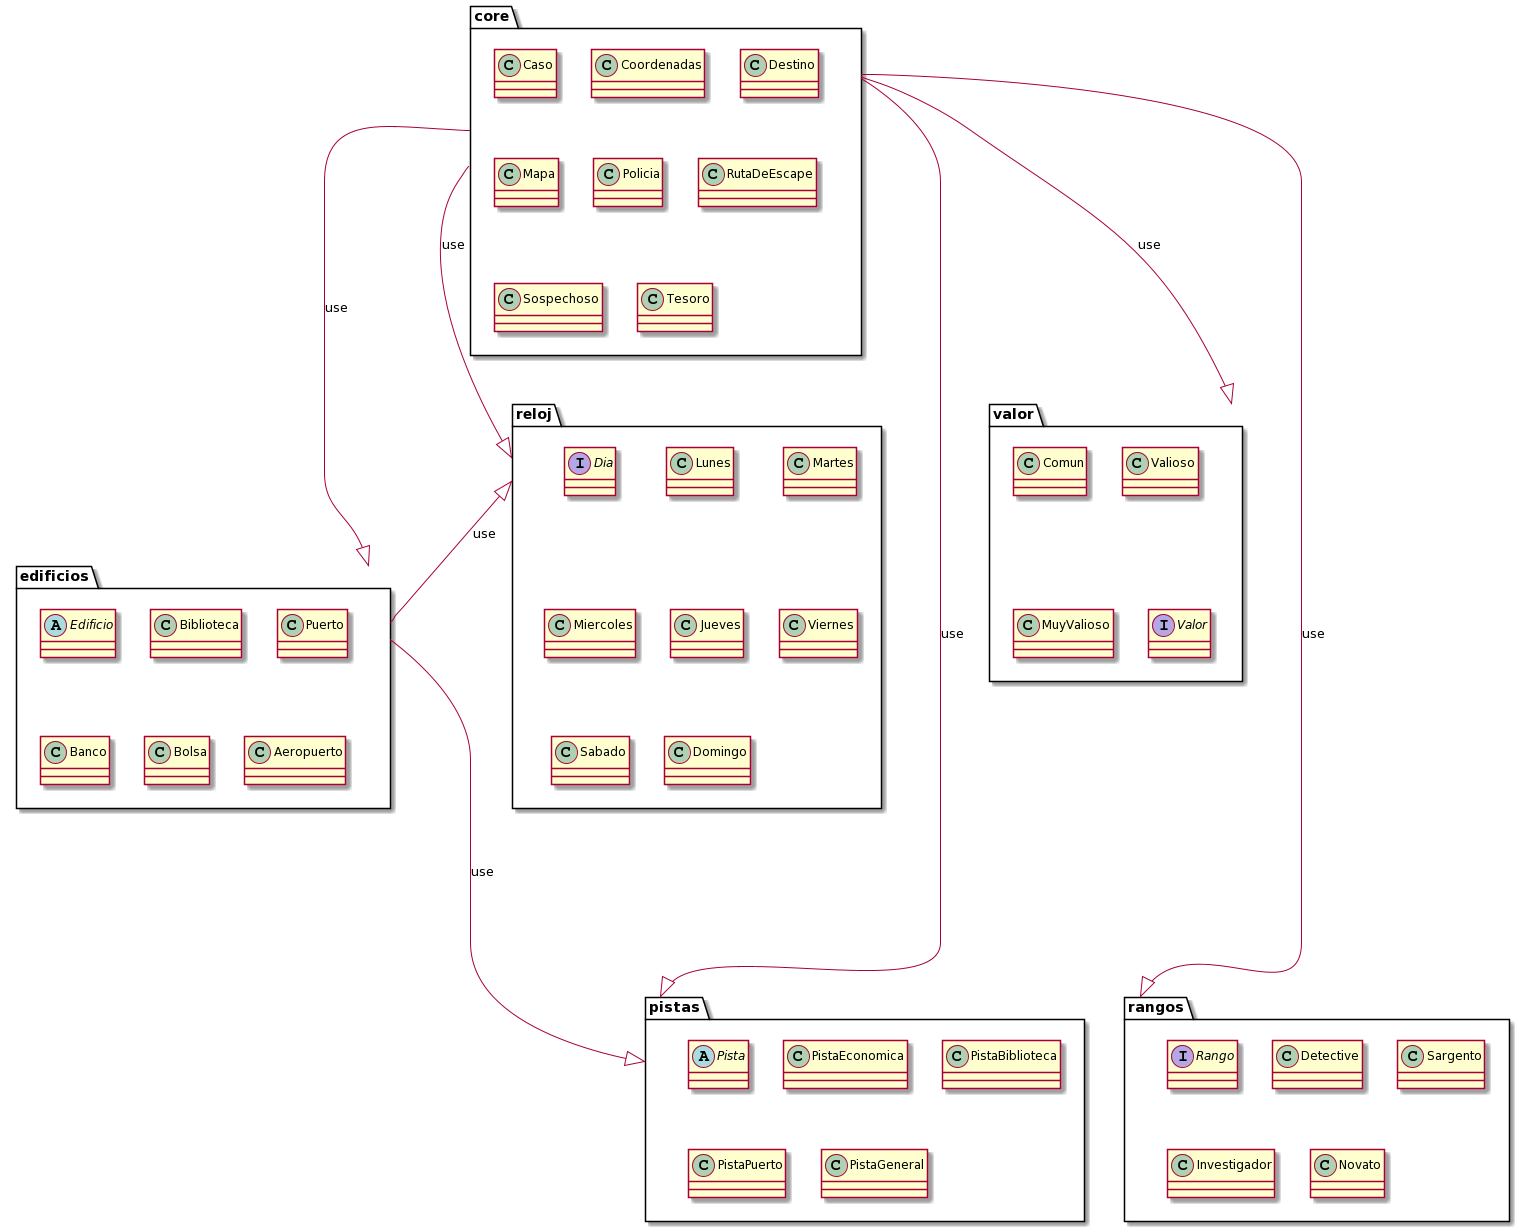 core
C Caso
C Coordenadas
C Destino
C Mapa
C Policia
C RutaDeEscape
C Sospechoso
C Tesoro
use
use
use
use
use
reloj
I Dia
C Lunes
C Martes
C Miercoles
C Jueves
C Viernes
C Sabado
C Domingo
valor
C Comun
C Valioso
C MuyValioso
I Valor
use
edificios
A Edificio
C Biblioteca
C Puerto
C Banco
C Bolsa
C Aeropuerto
use
pistas
A Pista
C PistaEconomica
C PistaBiblioteca
C PistaPuerto
C PistaGeneral
rangos
I Rango
C Detective
C Sargento
C Investigador
C Novato